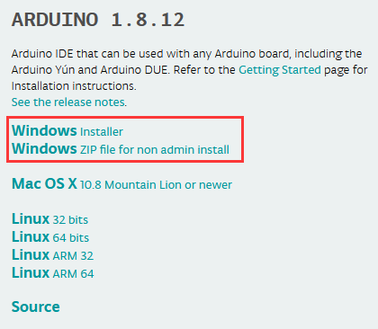 ARDUINO 1.8.12
Arduino IDE that can be used with any Arduino board, including the
Arduino Yún and Arduino DUE. Refer to the Getting Started page for
Installation instructions.
See the release notes.
Windows Installer
Windows ZIP file for non admin install
Mac OS X 10.8 Mountain Lion or newer
Linux 32 bits
Linux 64 bits
Linux ARM 32
Linux ARM 64
Source